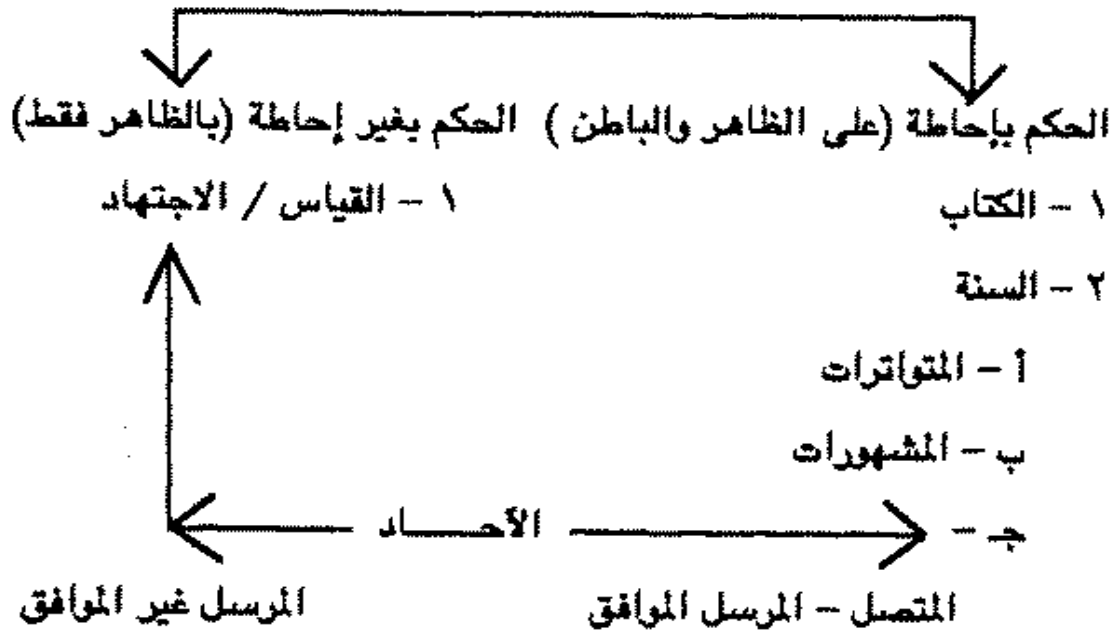 الحكم بإحاطة (على الظاهر والباطن ) الحكم بغير إحاطة (بالظاهر فقط)
١ - الكتاب ١ - القياس / الاجتهاد
٢ - السنة
أ - المتواترات
ب - المشهورات
جـ - الآحـــــاد
المتصل - المرسل الموافق المرسل غير الموافق